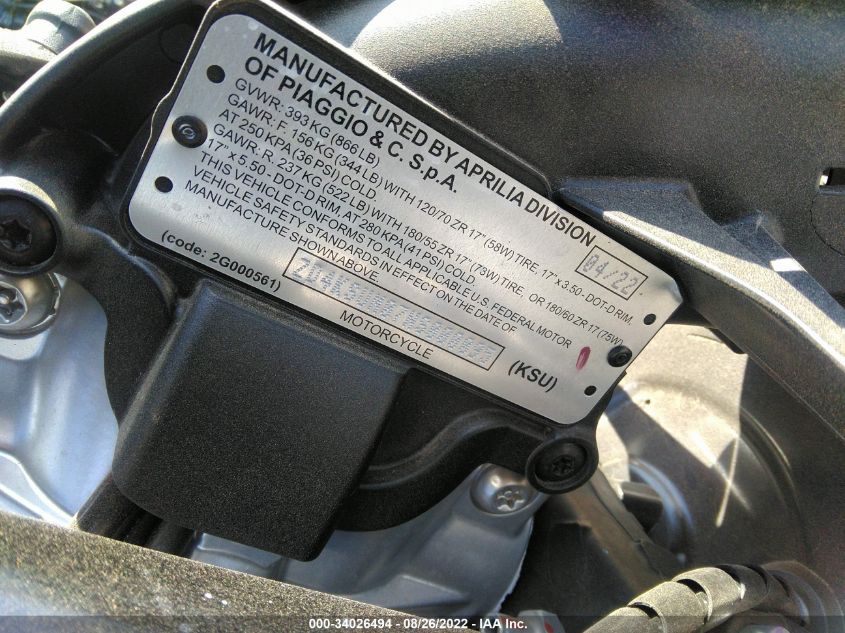 MANUFACTURED BY APRILIA DIVISION
OF PIAGGIO & C. S.p.A.
04/22
GVWR: 393 KG (866 LB)
GAWR: F. 156 KG (344 LB) WITH 120/70 ZR 17" (58W) TIRE, 17" x 3.50 - DOT-D RIM,
AT 250 KPA (36 PSI) COLD.
GAWR: R. 237 KG (522 LB) WITH 180/55 ZR 17" (73W) TIRE, OR 180/60 ZR 17 (75W)
17" x 5.50 - DOT-D RIM, AT 280 KPA (41 PSI) COLD.
THIS VEHICLE CONFORMS TO ALL APPLICABLE U.S. FEDERAL MOTOR
VEHICLE SAFETY STANDARDS IN EFFECT ON THE DATE OF
MANUFACTURE SHOWN ABOVE.
(code: 2G000561)
MOTORCYCLE
(KSU)
000-34026494 - 08/26/2022 - IAA Inc.